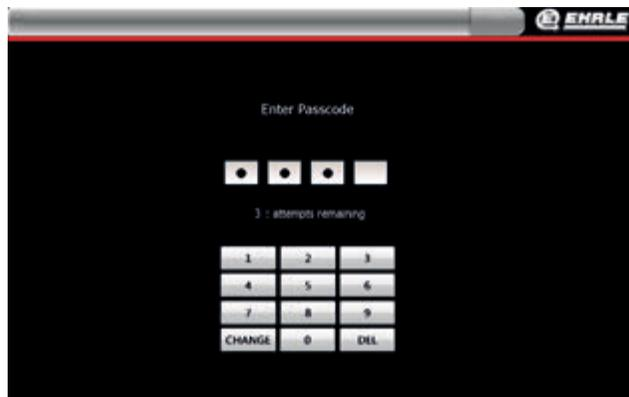 EHRLE
Enter Passcode
3 : attempts remaining
1 2 3
4 5 6
7 8 9
CHANGE 0 DEL